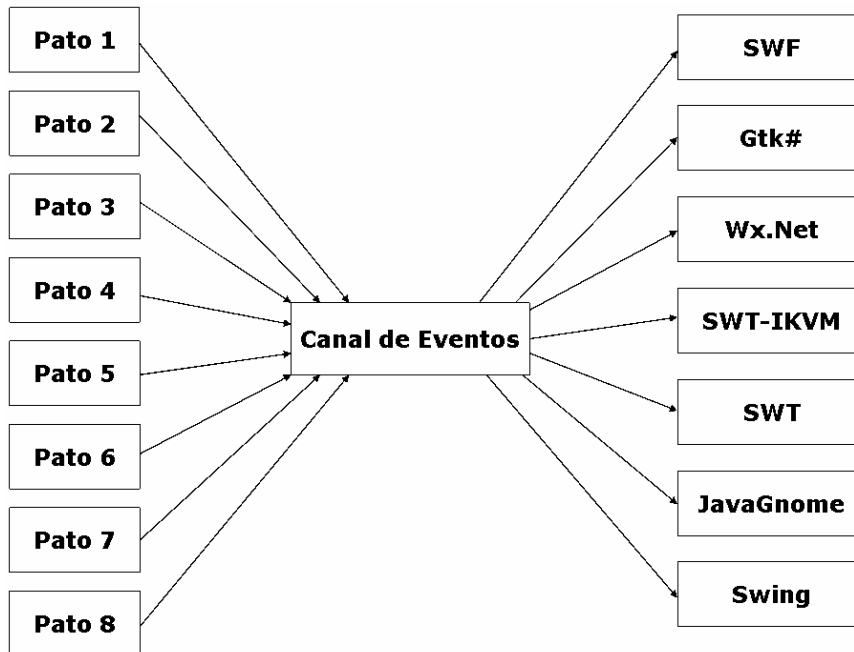 Pato 1
Pato 2
Pato 3
Pato 4
Pato 5
Pato 6
Pato 7
Pato 8
Canal de Eventos
SWF
Gtk#
Wx.Net
SWT-IKVM
SWT
JavaGnome
Swing